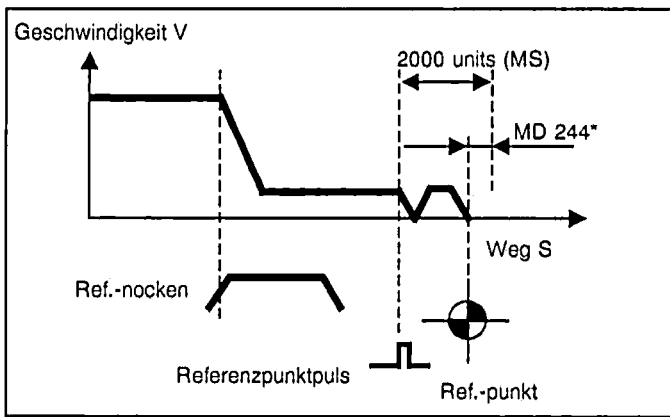 Geschwindigkeit V
2000 units (MS)
MD 244*
Weg S
Ref.-nocken
Referenzpunktpuls
Ref.-punkt